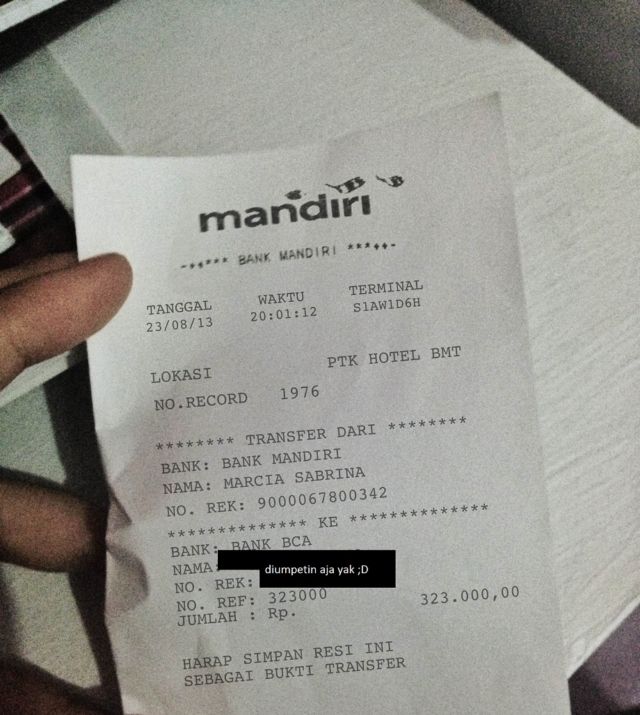 mandiri
-++*** BANK MANDIRI ***++-
TANGGAL WAKTU TERMINAL
23/08/13 20:01:12 S1AW1D6H
LOKASI PTK HOTEL BMT
NO.RECORD 1976
******** TRANSFER DARI ********
BANK: BANK MANDIRI
NAMA: MARCIA SABRINA
NO. REK: 9000067800342
************** KE **************
BANK: BANK BCA
NAMA:
diumpetin aja yak ;D
NO. REK:
NO. REF: 323000
JUMLAH : Rp. 323.000,00
HARAP SIMPAN RESI INI
SEBAGAI BUKTI TRANSFER